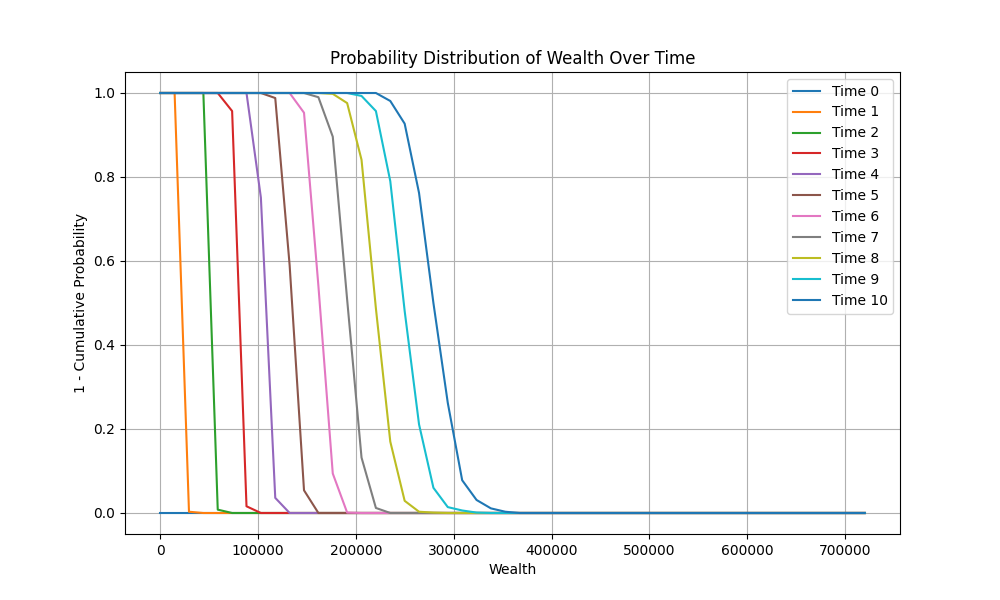 Probability Distribution of Wealth Over Time
1 - Cumulative Probability
1.0
0.8
0.6
0.4
0.2
0.0
0
100000
200000
300000
400000
500000
600000
700000
Wealth
Time 0
Time 1
Time 2
Time 3
Time 4
Time 5
Time 6
Time 7
Time 8
Time 9
Time 10